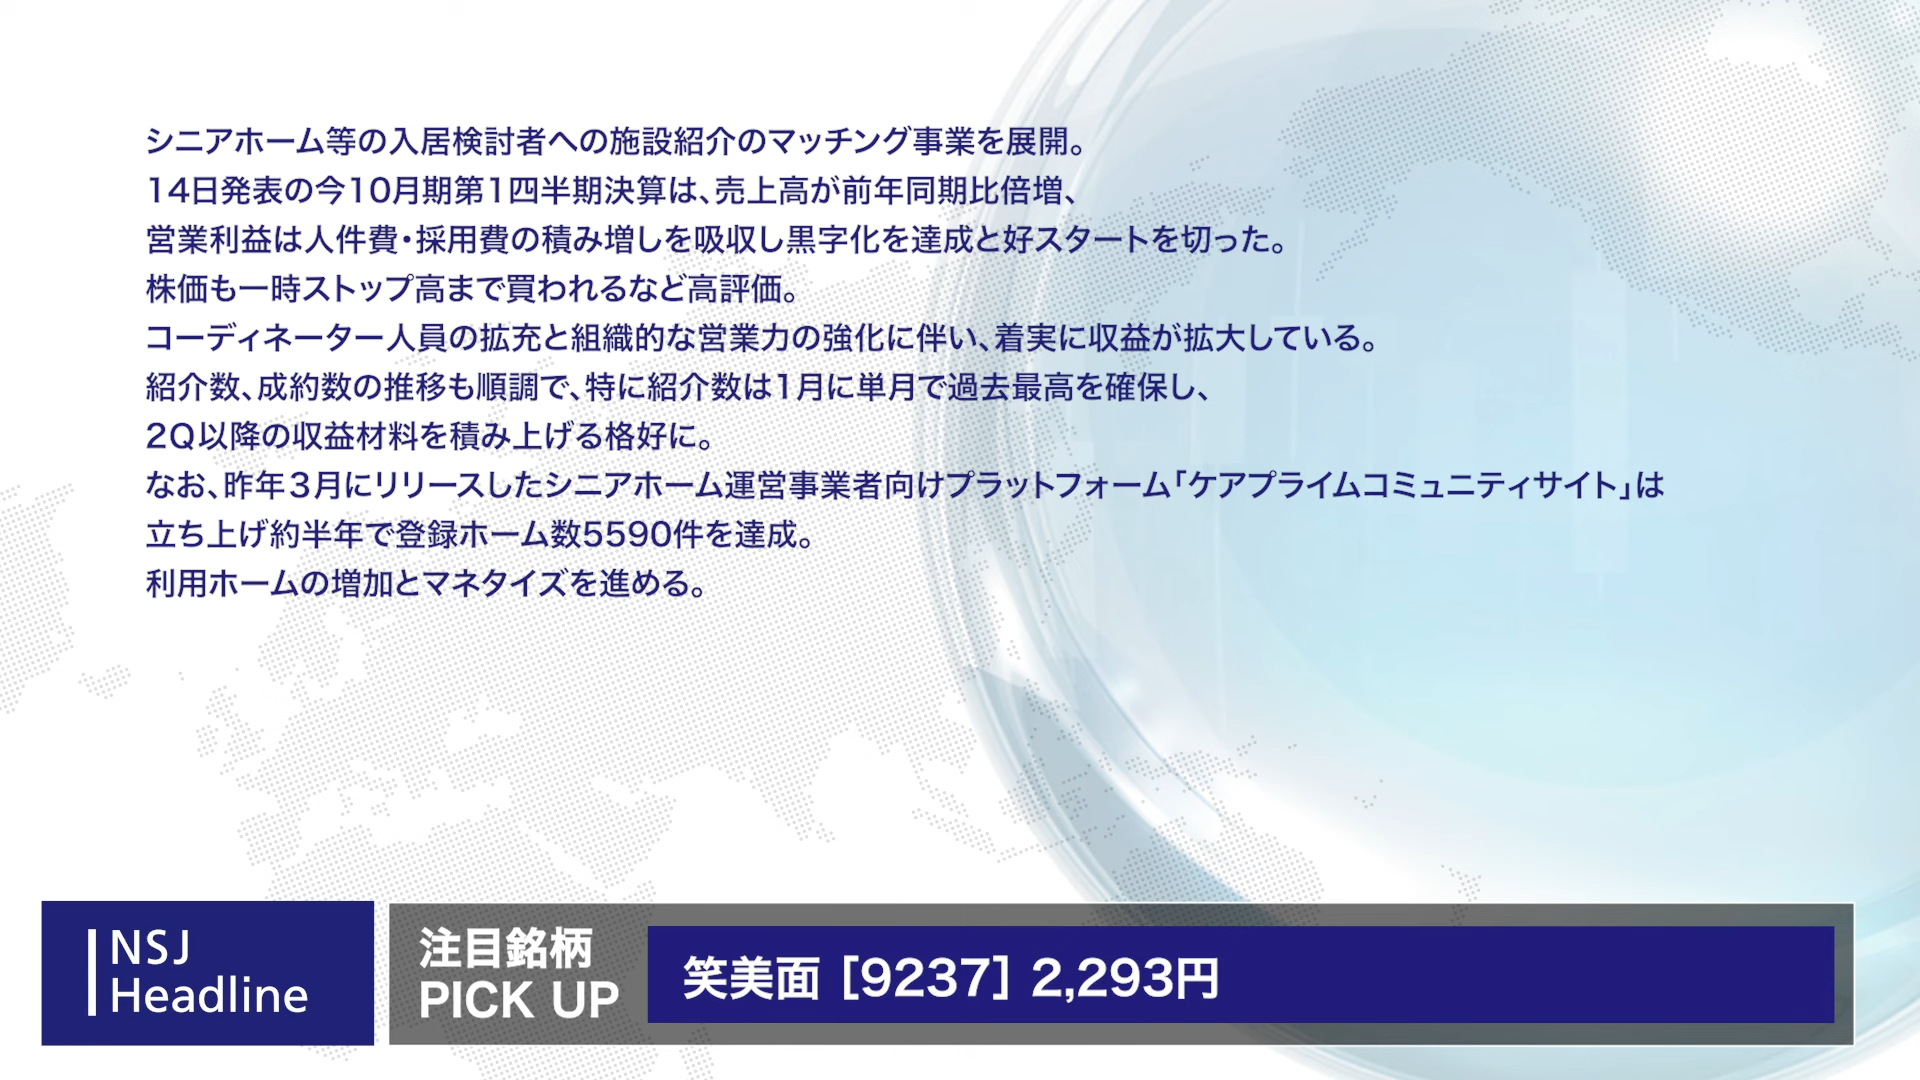 シニアホーム等の入居検討者への施設紹介のマッチング事業を展開。
14日発表の今10月期第1四半期決算は、売上高が前年同期比倍増、
営業利益は人件費・採用費の積み増しを吸収し黒字化を達成と好スタートを切った。
株価も一時ストップ高まで買われるなど高評価。
コーディネーター人員の拡充と組織的な営業力の強化に伴い、着実に収益が拡大している。
紹介数、成約数の推移も順調で、特に紹介数は1月に単月で過去最高を確保し、
2Q以降の収益材料を積み上げる格好に。
なお、昨年3月にリリースしたシニアホーム運営事業者向けプラットフォーム「ケアプライムコミュニティサイト」は
立ち上げ約半年で登録ホーム数5590件を達成。
利用ホームの増加とマネタイズを進める。
NSJ
Headline
注目銘柄
PICK UP
笑美面 [9237] 2,293円